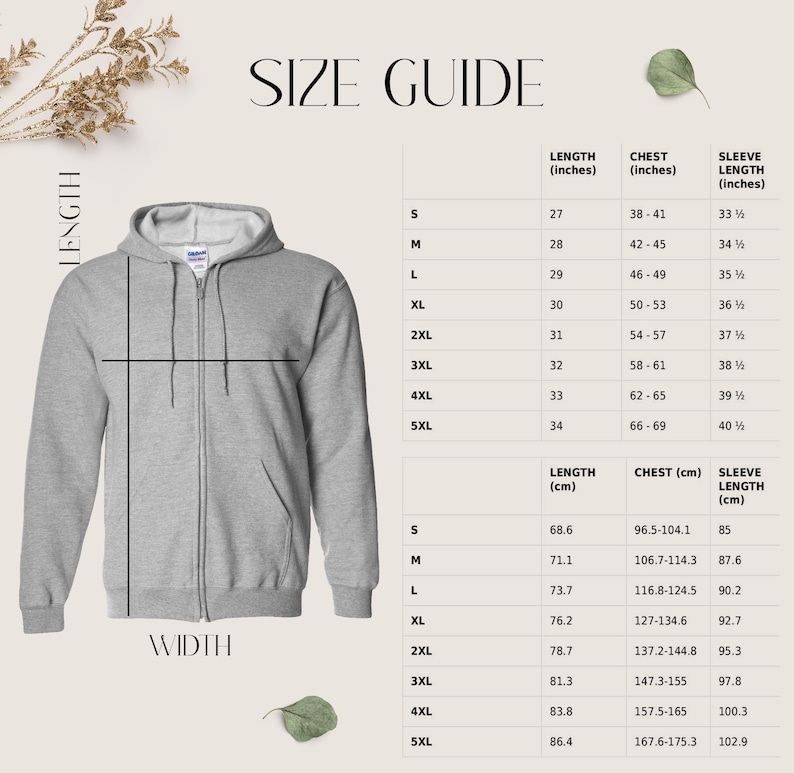 SIZE GUIDE
LENGTH
GILDAN
WIDTH
LENGTH (inches) CHEST (inches) SLEEVE LENGTH (inches)
S 27 38 - 41 33 ½
M 28 42 - 45 34 ½
L 29 46 - 49 35 ½
XL 30 50 - 53 36 ½
2XL 31 54 - 57 37 ½
3XL 32 58 - 61 38 ½
4XL 33 62 - 65 39 ½
5XL 34 66 - 69 40 ½
LENGTH (cm) CHEST (cm) SLEEVE LENGTH (cm)
S 68.6 96.5-104.1 85
M 71.1 106.7-114.3 87.6
L 73.7 116.8-124.5 90.2
XL 76.2 127-134.6 92.7
2XL 78.7 137.2-144.8 95.3
3XL 81.3 147.3-155 97.8
4XL 83.8 157.5-165 100.3
5XL 86.4 167.6-175.3 102.9